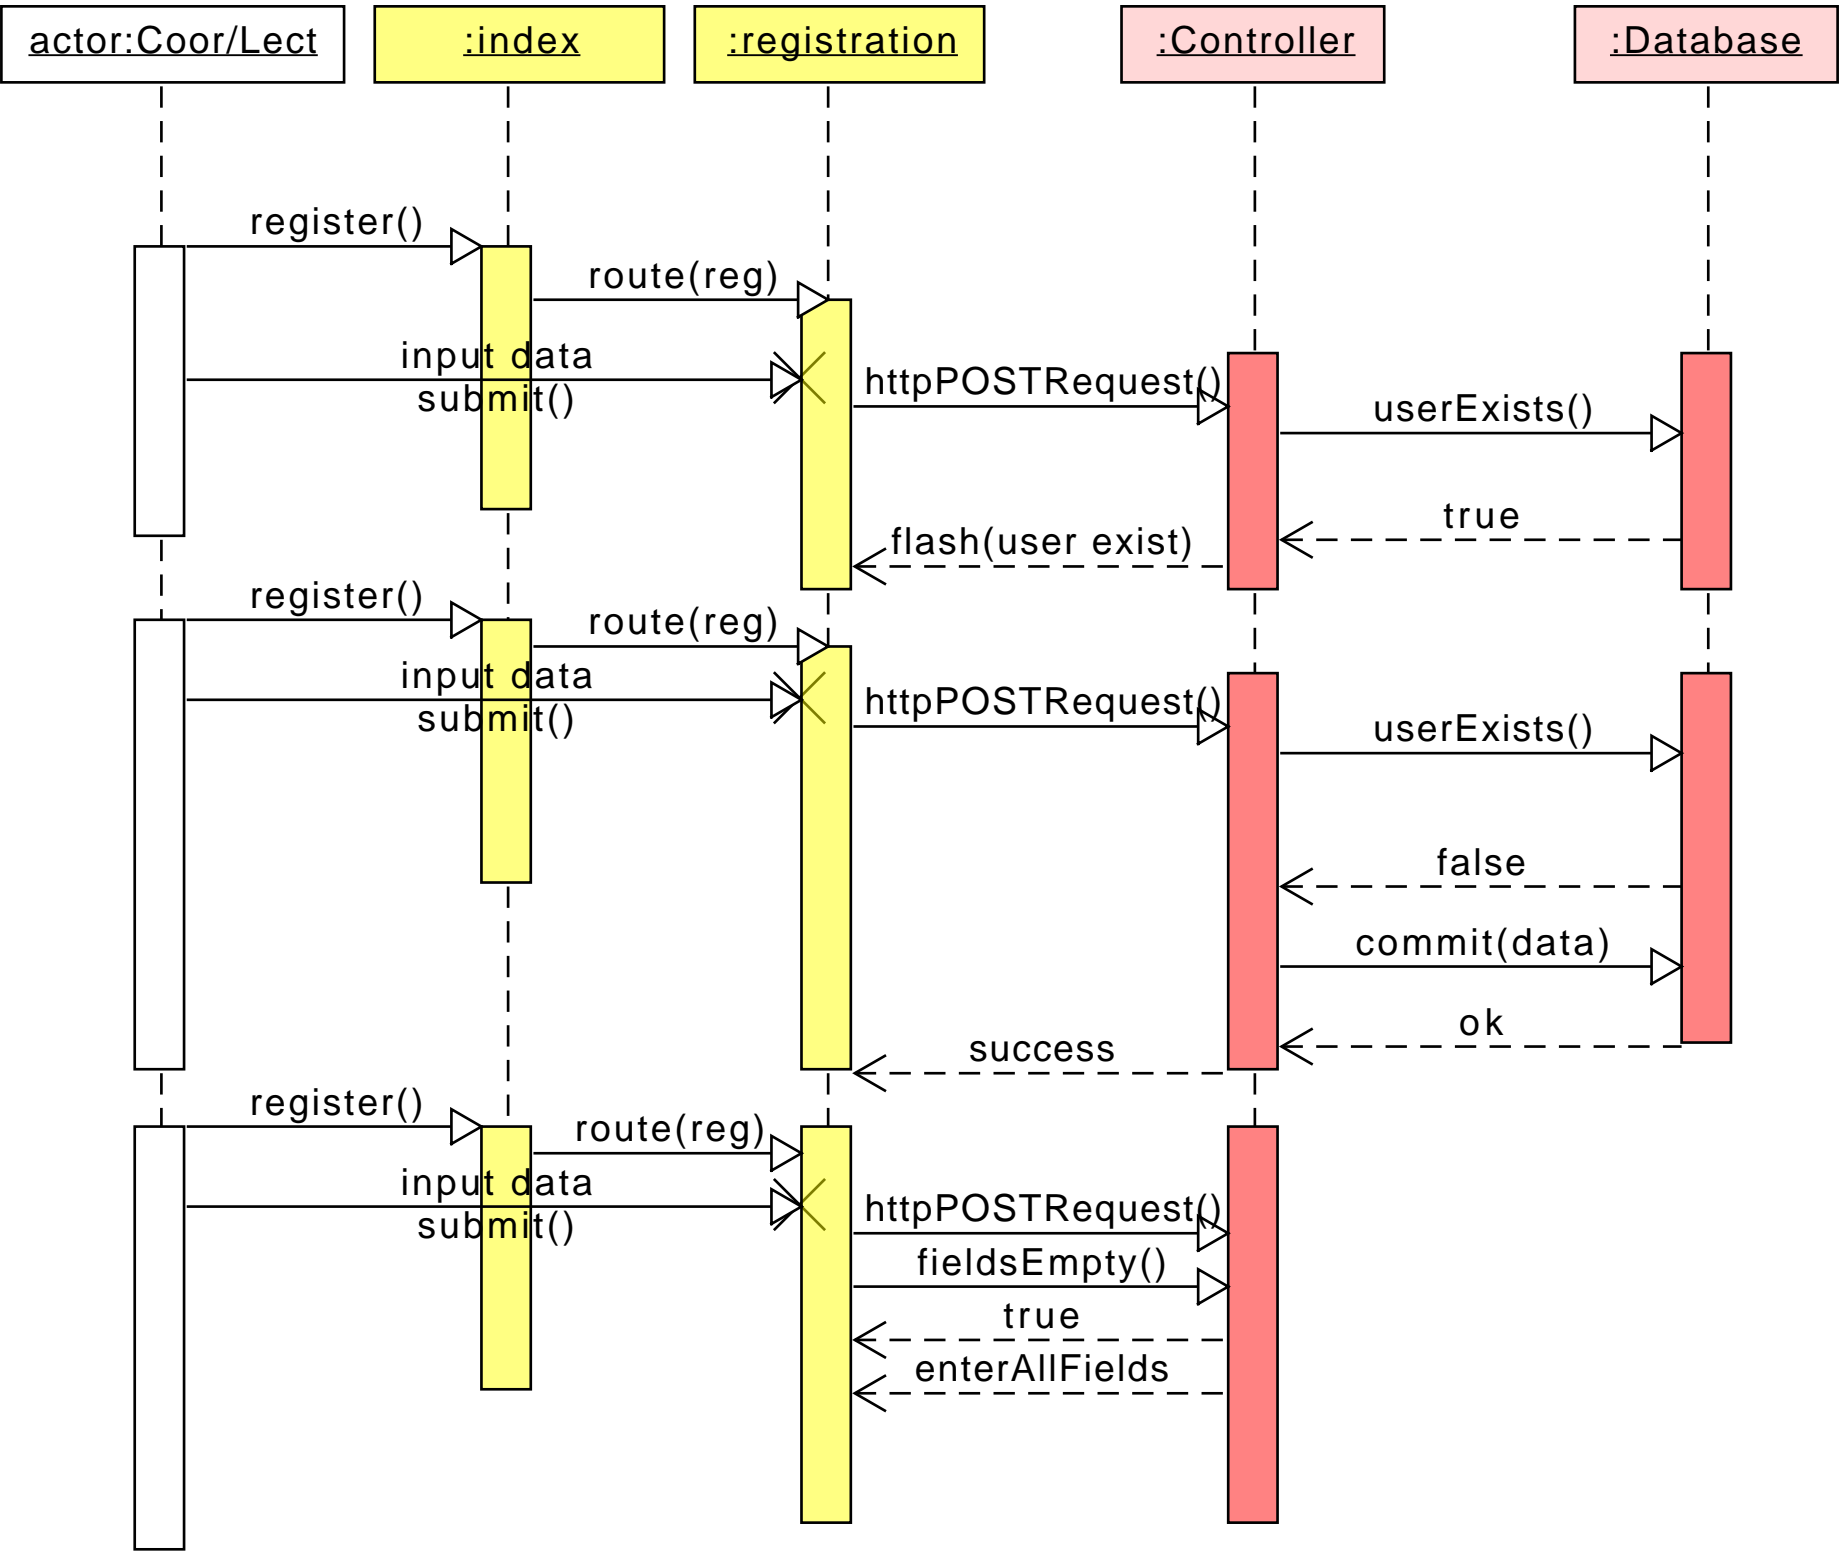 actor:Coor/Lect
:index
:registration
:Controller
:Database
register()
route(reg)
input data
submit()
httpPOSTRequest()
userExists()
true
flash(user exist)
register()
route(reg)
input data
submit()
httpPOSTRequest()
userExists()
false
commit(data)
ok
success
register()
route(reg)
input data
submit()
httpPOSTRequest()
fieldsEmpty()
true
enterAllFields